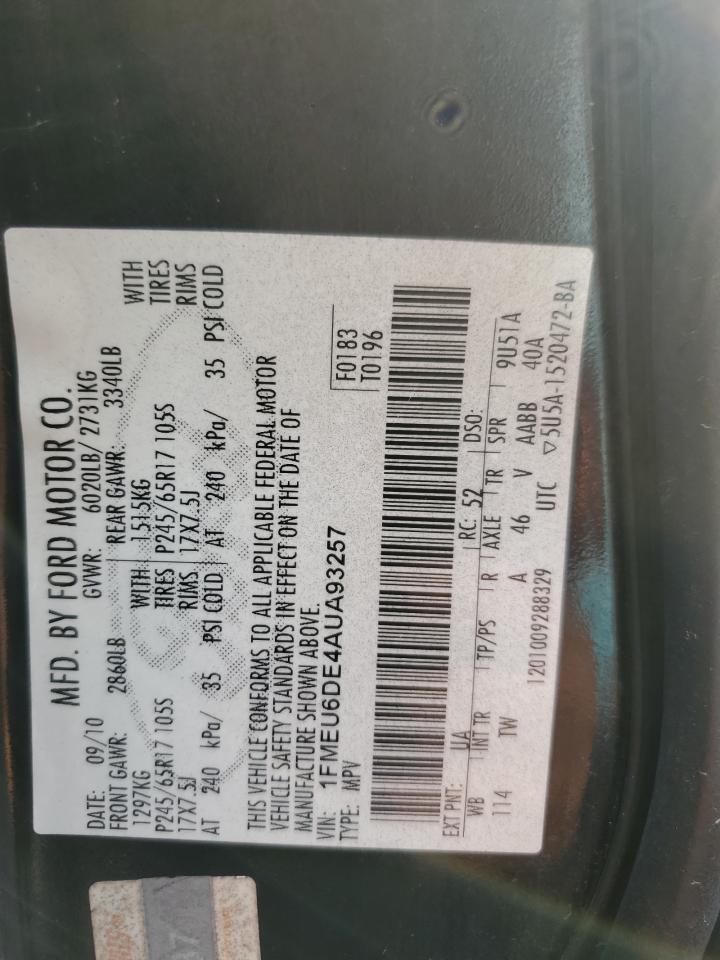 MFD. BY FORD MOTOR CO.
DATE: 09/10 GVWR: 6020LB/ 2731KG
FRONT GAWR: 2860LB REAR GAWR: 3340LB
1297KG WITH 1515KG WITH
P245/65R17 105S TIRES P245/65R17 105S TIRES
17X7.5J RIMS 17X7.5J RIMS
AT 240 kPa/ 35 PSI COLD AT 240 kPa/ 35 PSI COLD
THIS VEHICLE CONFORMS TO ALL APPLICABLE FEDERAL MOTOR
VEHICLE SAFETY STANDARDS IN EFFECT ON THE DATE OF
MANUFACTURE SHOWN ABOVE.
VIN: 1FMEU6DE4AUA93257
TYPE: MPV
F0183
T0196
EXT PNT: UA RC: 52 DSO:
WB INT TR TP/PS R AXLE TR SPR 9U51A
114 TW A 46 V AABB 40A
1201009288329 UTC ▽5U5A-1520472-BA